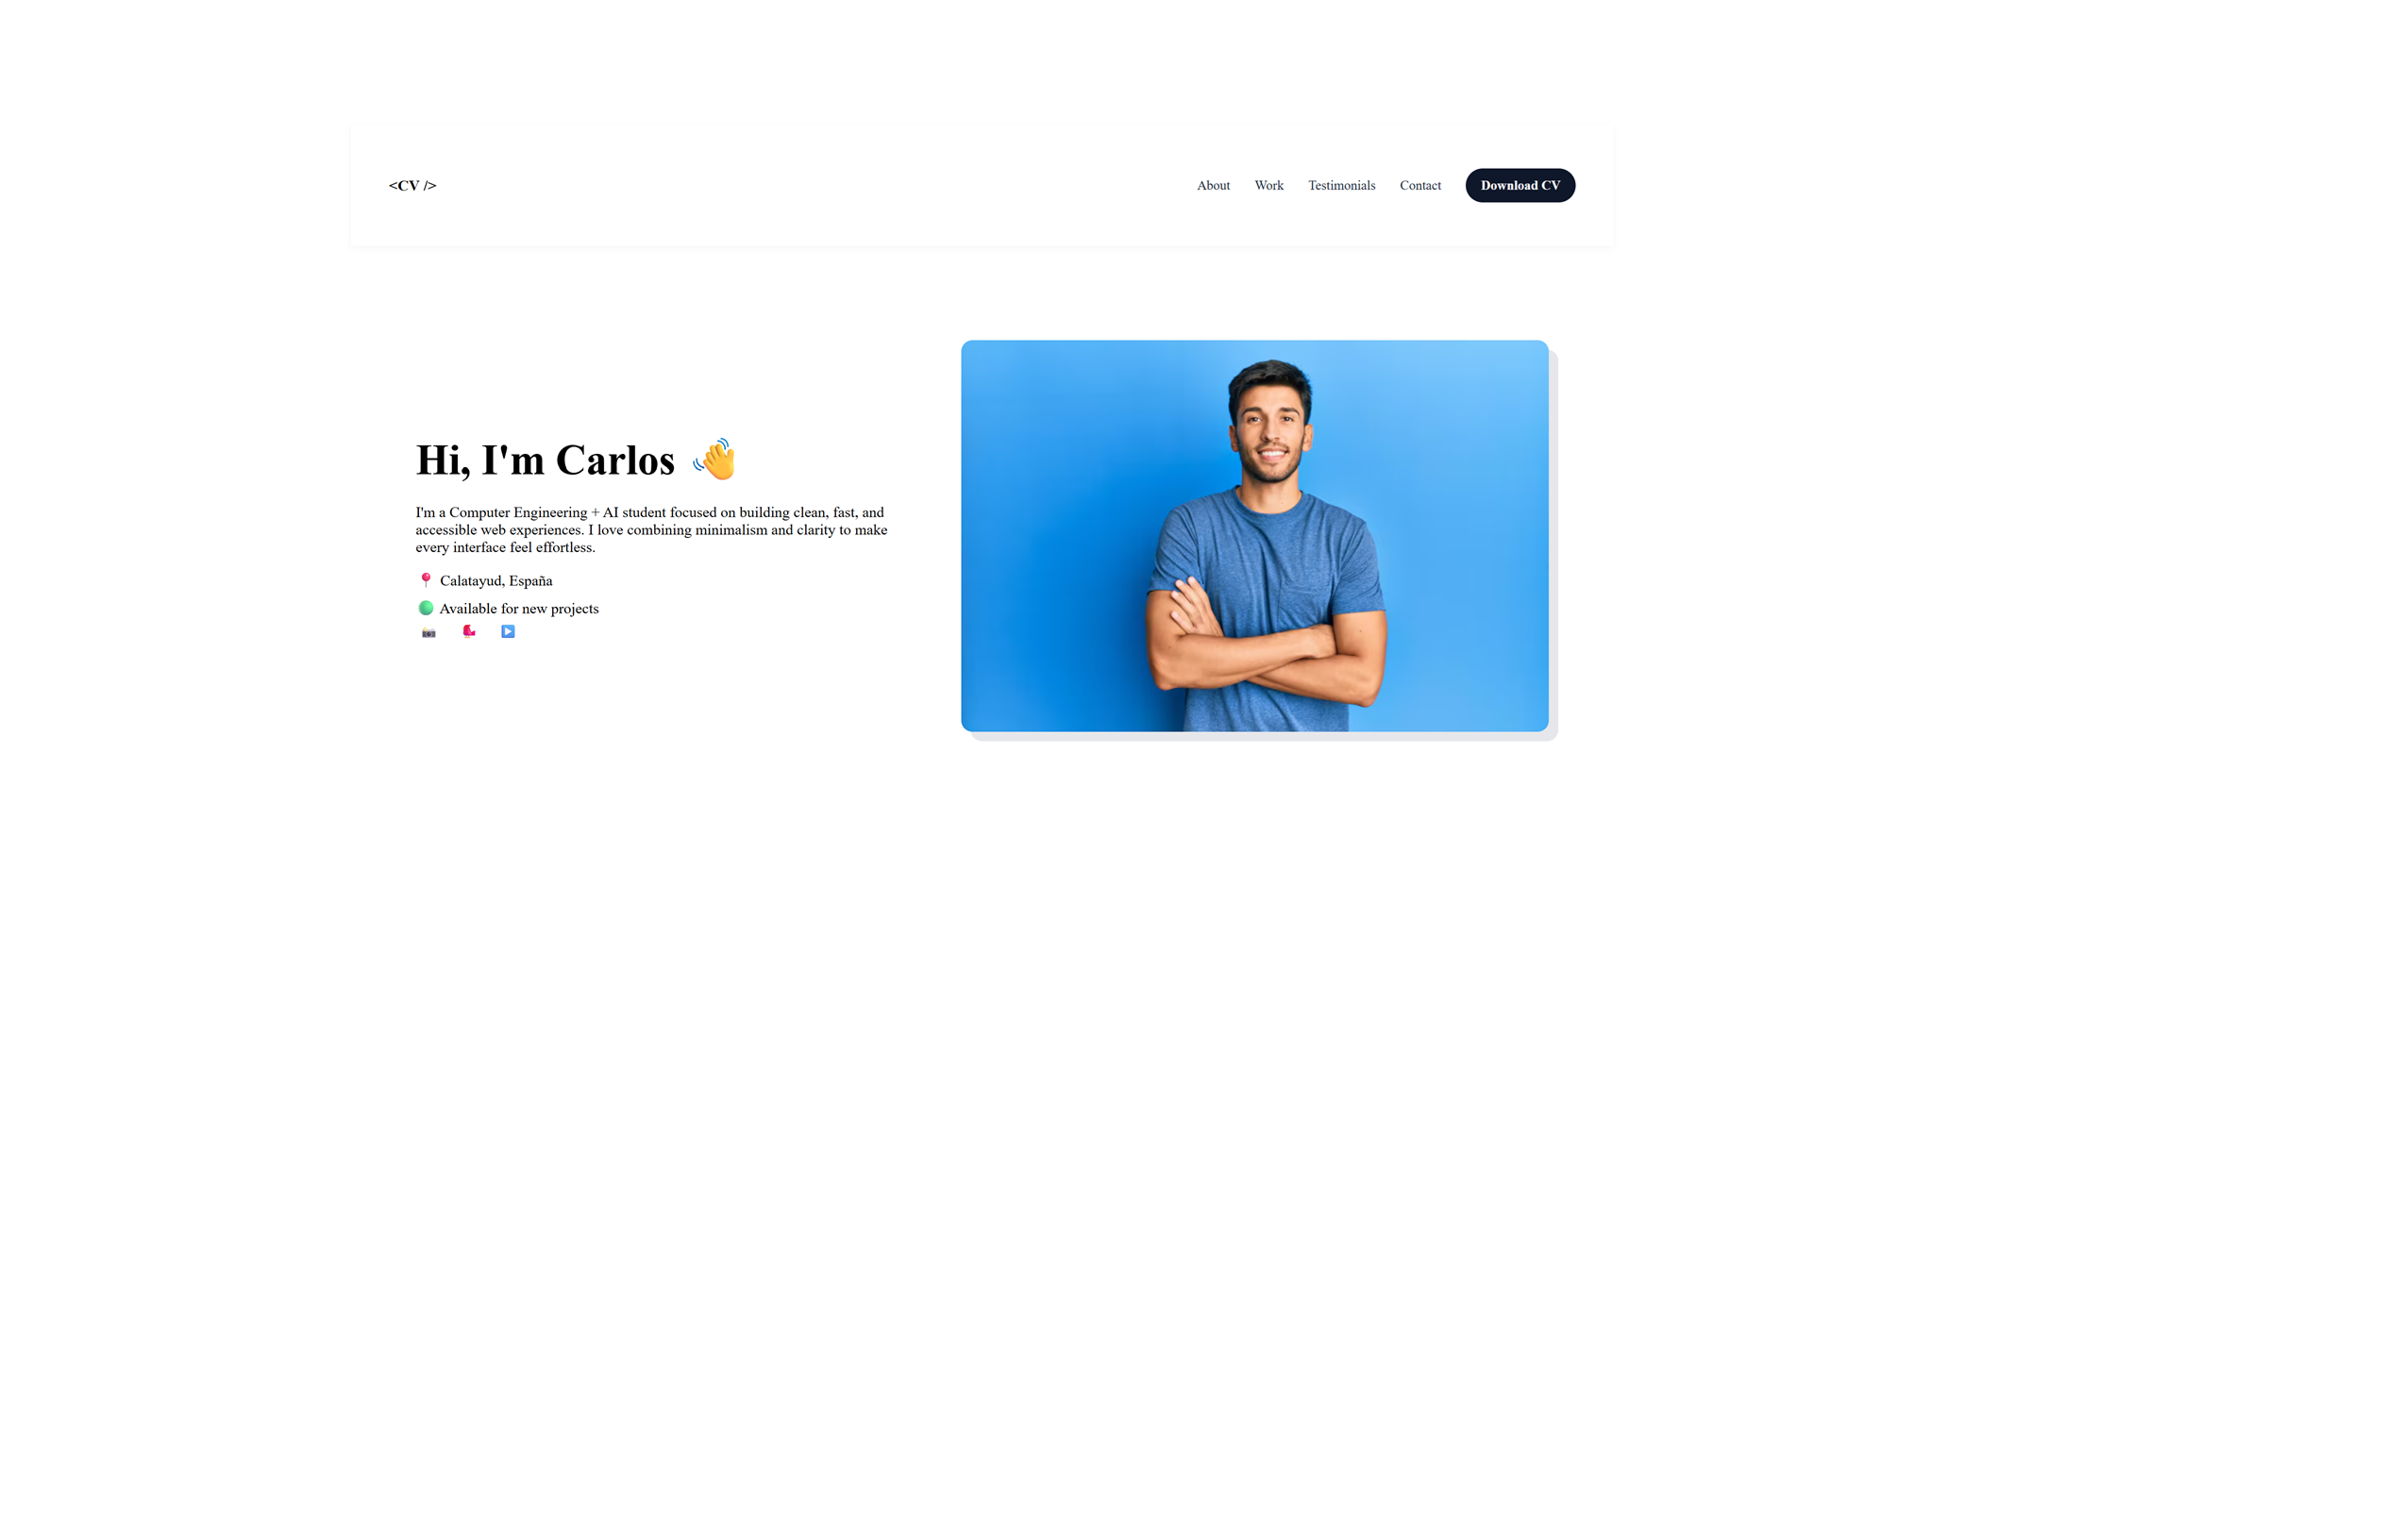 <CV />
About Work Testimonials Contact Download CV
Hi, I'm Carlos 👋
I'm a Computer Engineering + AI student focused on building clean, fast, and
accessible web experiences. I love combining minimalism and clarity to make
every interface feel effortless.
📍 Calatayud, España
🟢 Available for new projects